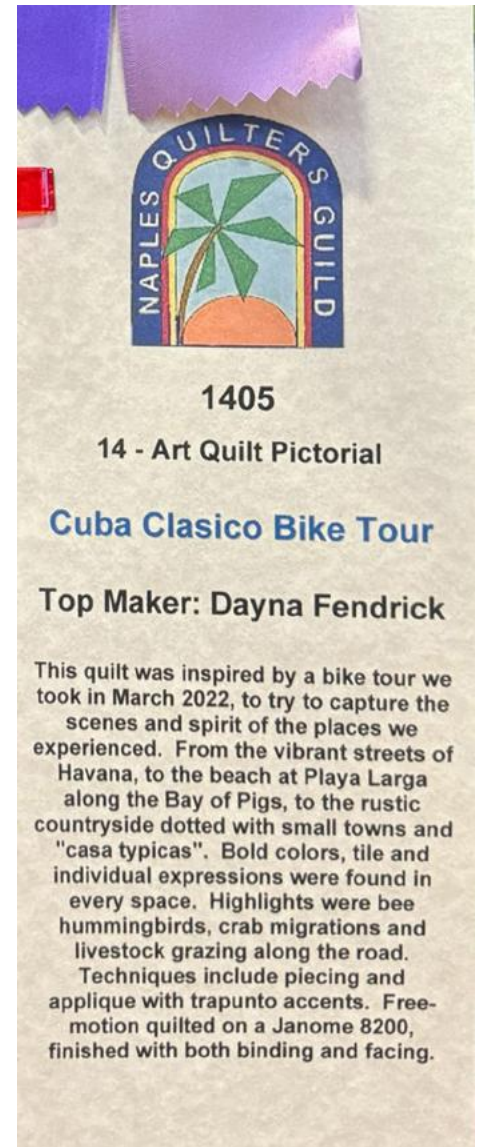 NAPLES QUILTERS GUILD
1405
14 - Art Quilt Pictorial
Cuba Clasico Bike Tour
Top Maker: Dayna Fendrick
This quilt was inspired by a bike tour we
took in March 2022, to try to capture the
scenes and spirit of the places we
experienced. From the vibrant streets of
Havana, to the beach at Playa Larga
along the Bay of Pigs, to the rustic
countryside dotted with small towns and
"casa typicas". Bold colors, tile and
individual expressions were found in
every space. Highlights were bee
hummingbirds, crab migrations and
livestock grazing along the road.
Techniques include piecing and
applique with trapunto accents. Free-
motion quilted on a Janome 8200,
finished with both binding and facing.